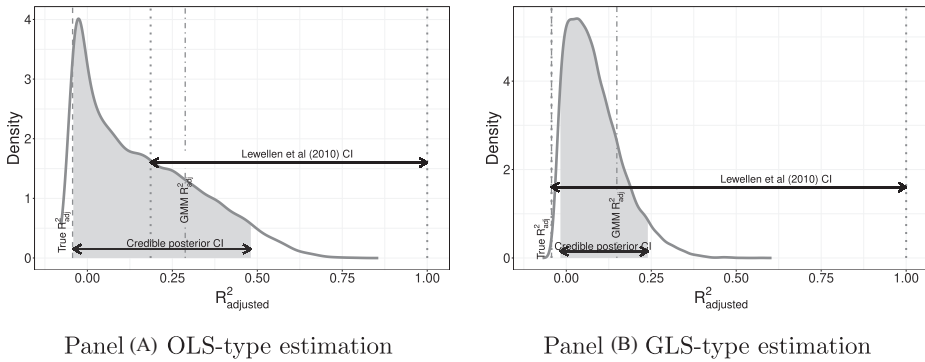 4
3
2
1
0
Density
Lewellen et al (2010) CI
GMM R²adj
True R²adj
Credible posterior CI
0.00 0.25 0.50 0.75 1.00
R²adjusted
4
2
0
Density
Lewellen et al (2010) CI
GMM R²adj
True R²adj
Credible posterior CI
0.00 0.25 0.50 0.75 1.00
R²adjusted
Panel (A) OLS-type estimation
Panel (B) GLS-type estimation